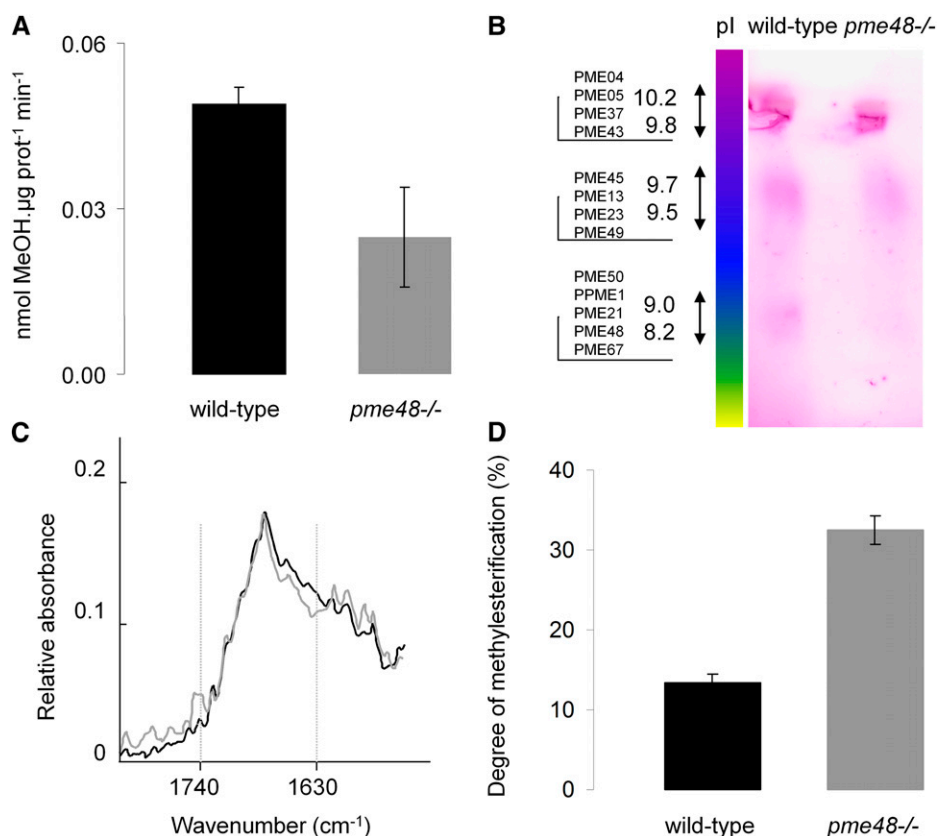 A
0.06
0.03
0.00
nmol MeOH.µg prot⁻¹ min⁻¹
wild-type
pme48-/-
B
pI wild-type pme48-/-
PME04
PME05
PME37
PME43
10.2
9.8
PME45
PME13
PME23
PME49
9.7
9.5
PME50
PPME1
PME21
PME48
PME67
9.0
8.2
C
0.2
0.1
0
Relative absorbance
1740
1630
Wavenumber (cm⁻¹)
D
40
30
20
10
0
Degree of methylesterification (%)
wild-type
pme48-/-